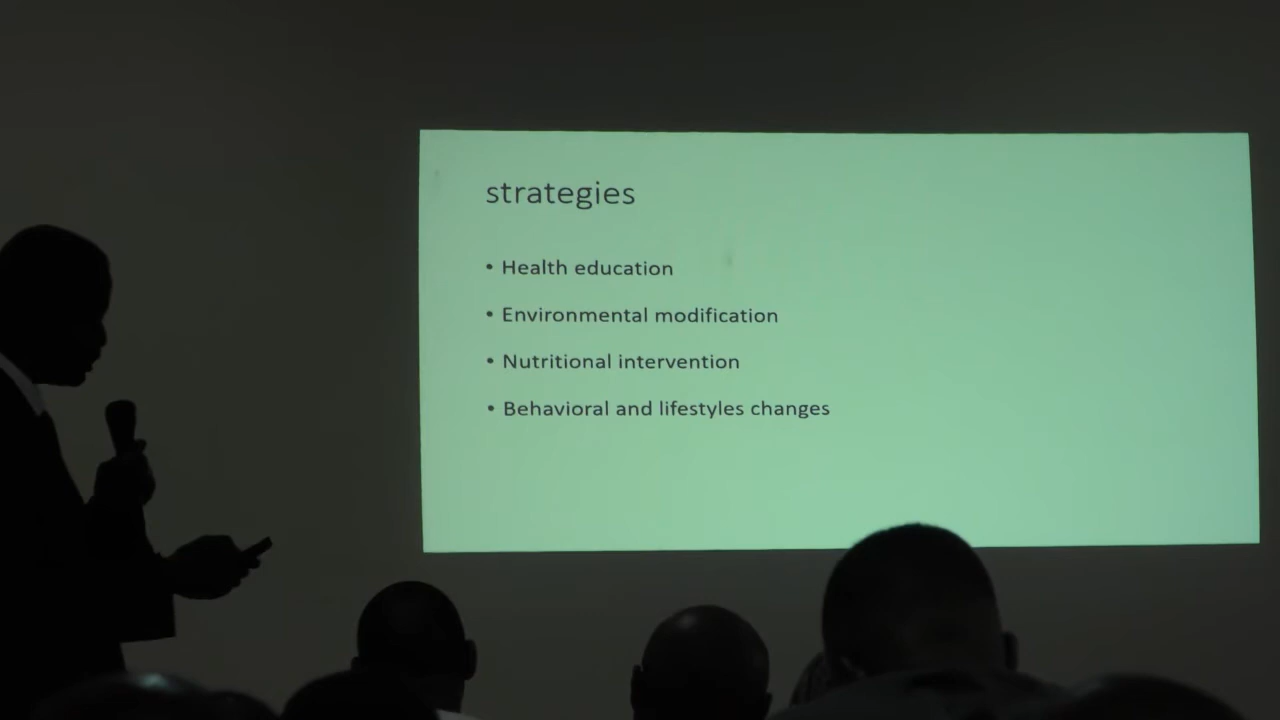 strategies
• Health education
• Environmental modification
• Nutritional intervention
• Behavioral and lifestyles changes